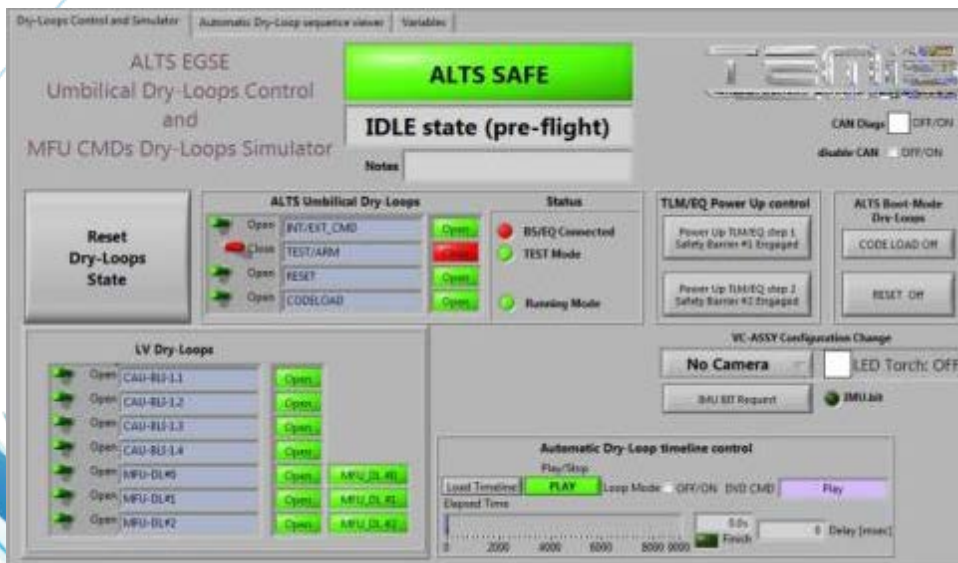 Dry-Loops Control and Simulator
Automatic Dry-Loop sequence viewer
Variables
ALTS EGSE
Umbilical Dry-Loops Control
and
MFU CMDs Dry-Loops Simulator
ALTS SAFE
IDLE state (pre-flight)
Notes
CAN Diags OFF/ON
disable CAN OFF/ON
Reset
Dry-Loops
State
ALTS Umbilical Dry Loops
Open INT/EXT_CMD Open
Close TEST/ARM
Open RESET Open
Open CODELOAD Open
Status
BS/EQ Connected
TEST Mode
Running Mode
TLM/EQ Power Up control
Power Up TLM/EQ step 1
Safety Barrier #1 Engaged
Power Up TLM/EQ step 2
Safety Barrier #2 Engaged
ALTS Boot-Mode
Dry-Loops
CODE LOAD Off
RESET Off
LV Dry-Loops
Open CAU-BLI-1.1 Open
Open CAU-BLI-1.2 Open
Open CAU-BLI-1.3 Open
Open CAU-BLI-1.4 Open
Open MFU-DL#0 Open MFU_DL #0
Open MFU-DL#1 Open MFU_DL #1
Open MFU-DL#2 Open MFU_DL #2
VC-ASSY Configuration Change
No Camera
LED Torch: OFF
IMU BIT Request
IMU bit
Automatic Dry-Loop timeline control
Play/Stop
Load Timeline PLAY Loop Mode OFF/ON DVD CMD Play
Elapsed Time
0 2000 4000 6000 8000 9000
0.0s
Finish
0 Delay [msec]